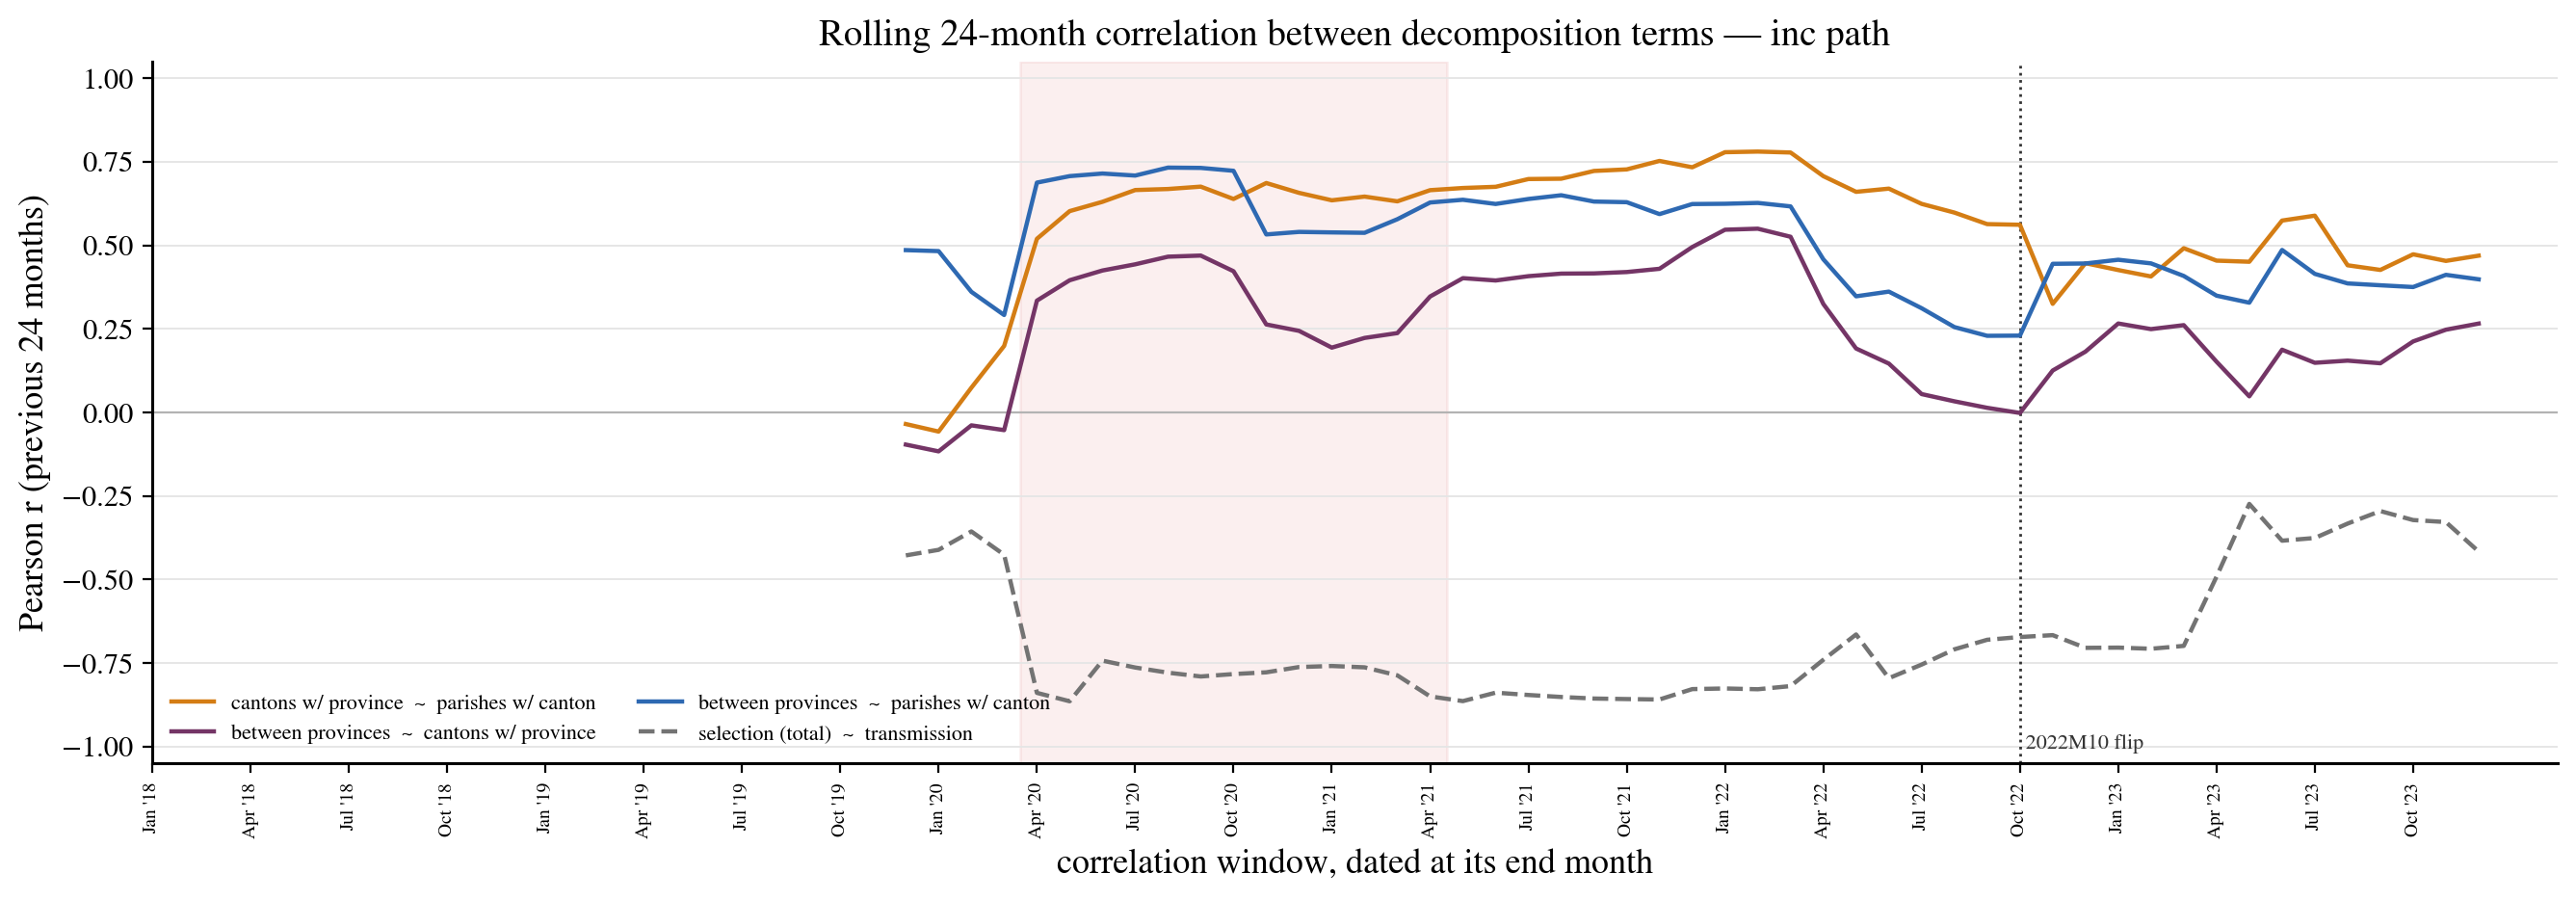 Rolling 24-month correlation between decomposition terms — inc path
Pearson r (previous 24 months)
1.00
0.75
0.50
0.25
0.00
−0.25
−0.50
−0.75
−1.00
cantons w/ province ~ parishes w/ canton
between provinces ~ cantons w/ province
between provinces ~ parishes w/ canton
selection (total) ~ transmission
2022M10 flip
Jan '18
Apr '18
Jul '18
Oct '18
Jan '19
Apr '19
Jul '19
Oct '19
Jan '20
Apr '20
Jul '20
Oct '20
Jan '21
Apr '21
Jul '21
Oct '21
Jan '22
Apr '22
Jul '22
Oct '22
Jan '23
Apr '23
Jul '23
Oct '23
correlation window, dated at its end month